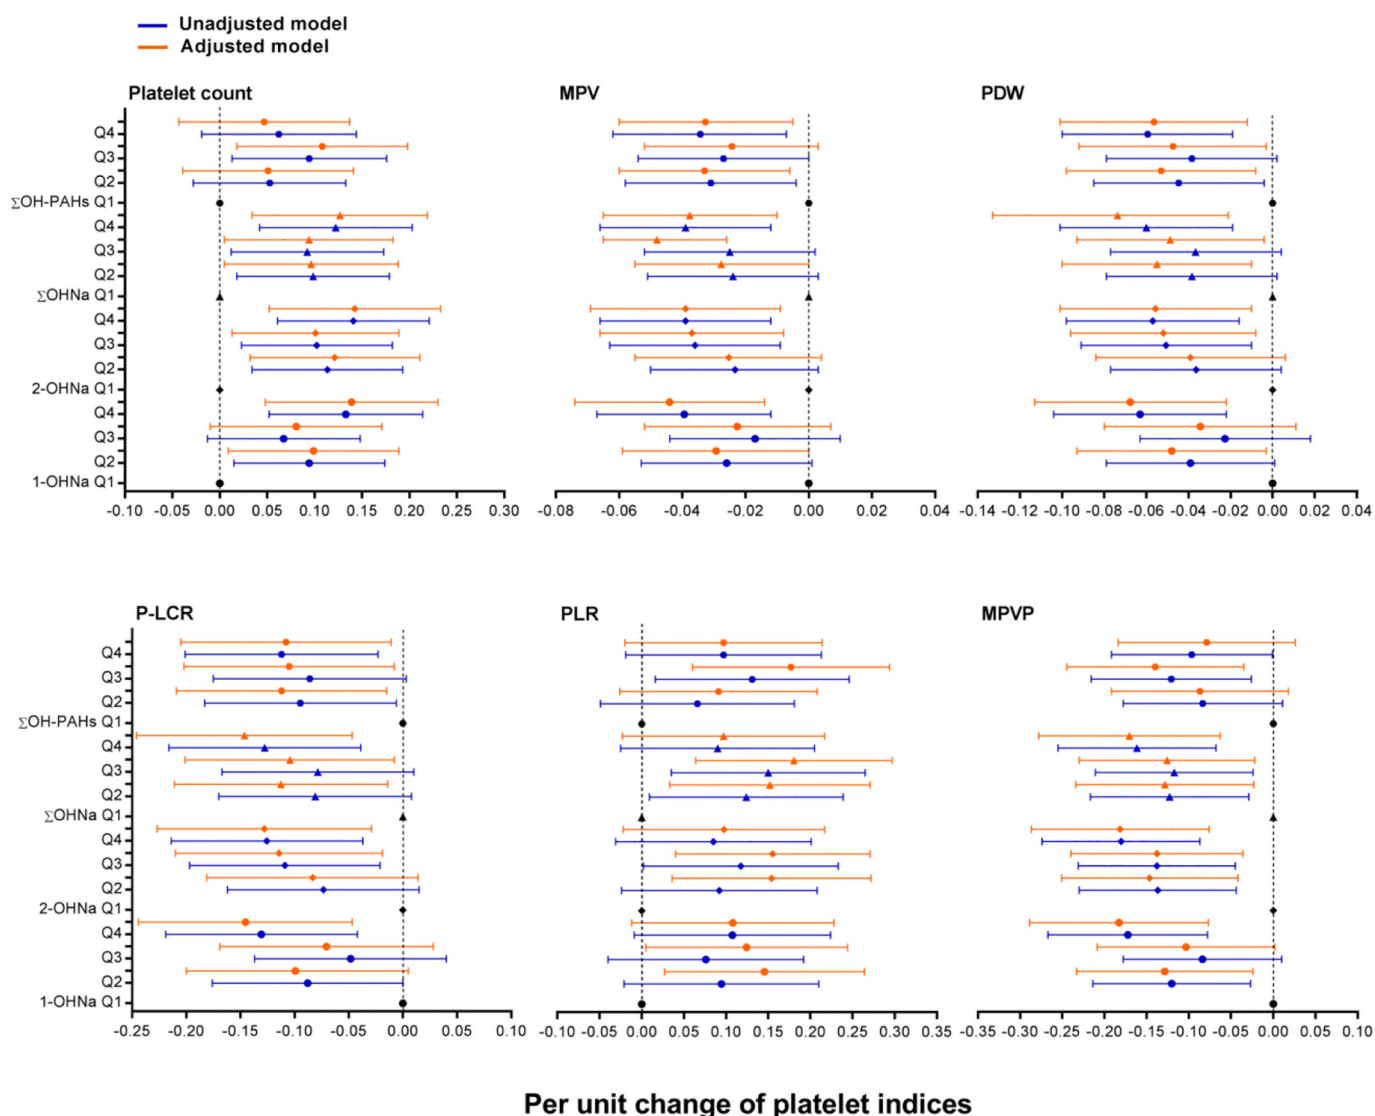 Unadjusted model
Adjusted model
Platelet count
MPV
PDW
Q4
Q3
Q2
∑OH-PAHs Q1
Q4
Q3
Q2
∑OHNa Q1
Q4
Q3
Q2
2-OHNa Q1
Q4
Q3
Q2
1-OHNa Q1
-0.10 -0.05 0.00 0.05 0.10 0.15 0.20 0.25 0.30
-0.08 -0.06 -0.04 -0.02 0.00 0.02 0.04
-0.14 -0.12 -0.10 -0.08 -0.06 -0.04 -0.02 0.00 0.02 0.04
P-LCR
PLR
MPVP
Q4
Q3
Q2
∑OH-PAHs Q1
Q4
Q3
Q2
∑OHNa Q1
Q4
Q3
Q2
2-OHNa Q1
Q4
Q3
Q2
1-OHNa Q1
-0.25 -0.20 -0.15 -0.10 -0.05 0.00 0.05 0.10
-0.10 -0.05 0.00 0.05 0.10 0.15 0.20 0.25 0.30 0.35
-0.35 -0.30 -0.25 -0.20 -0.15 -0.10 -0.05 0.00 0.05 0.10
Per unit change of platelet indices